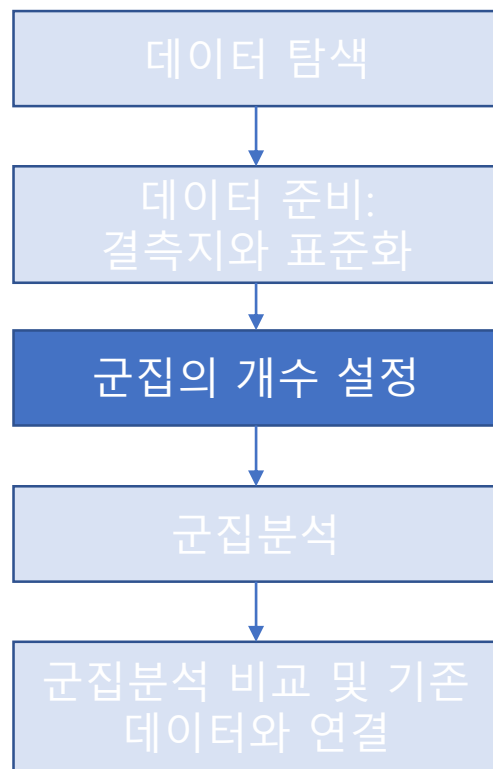 데이터 탐색
데이터 준비:
결측지와 표준화
군집의 개수 설정
군집분석
군집분석 비교 및 기존
데이터와 연결